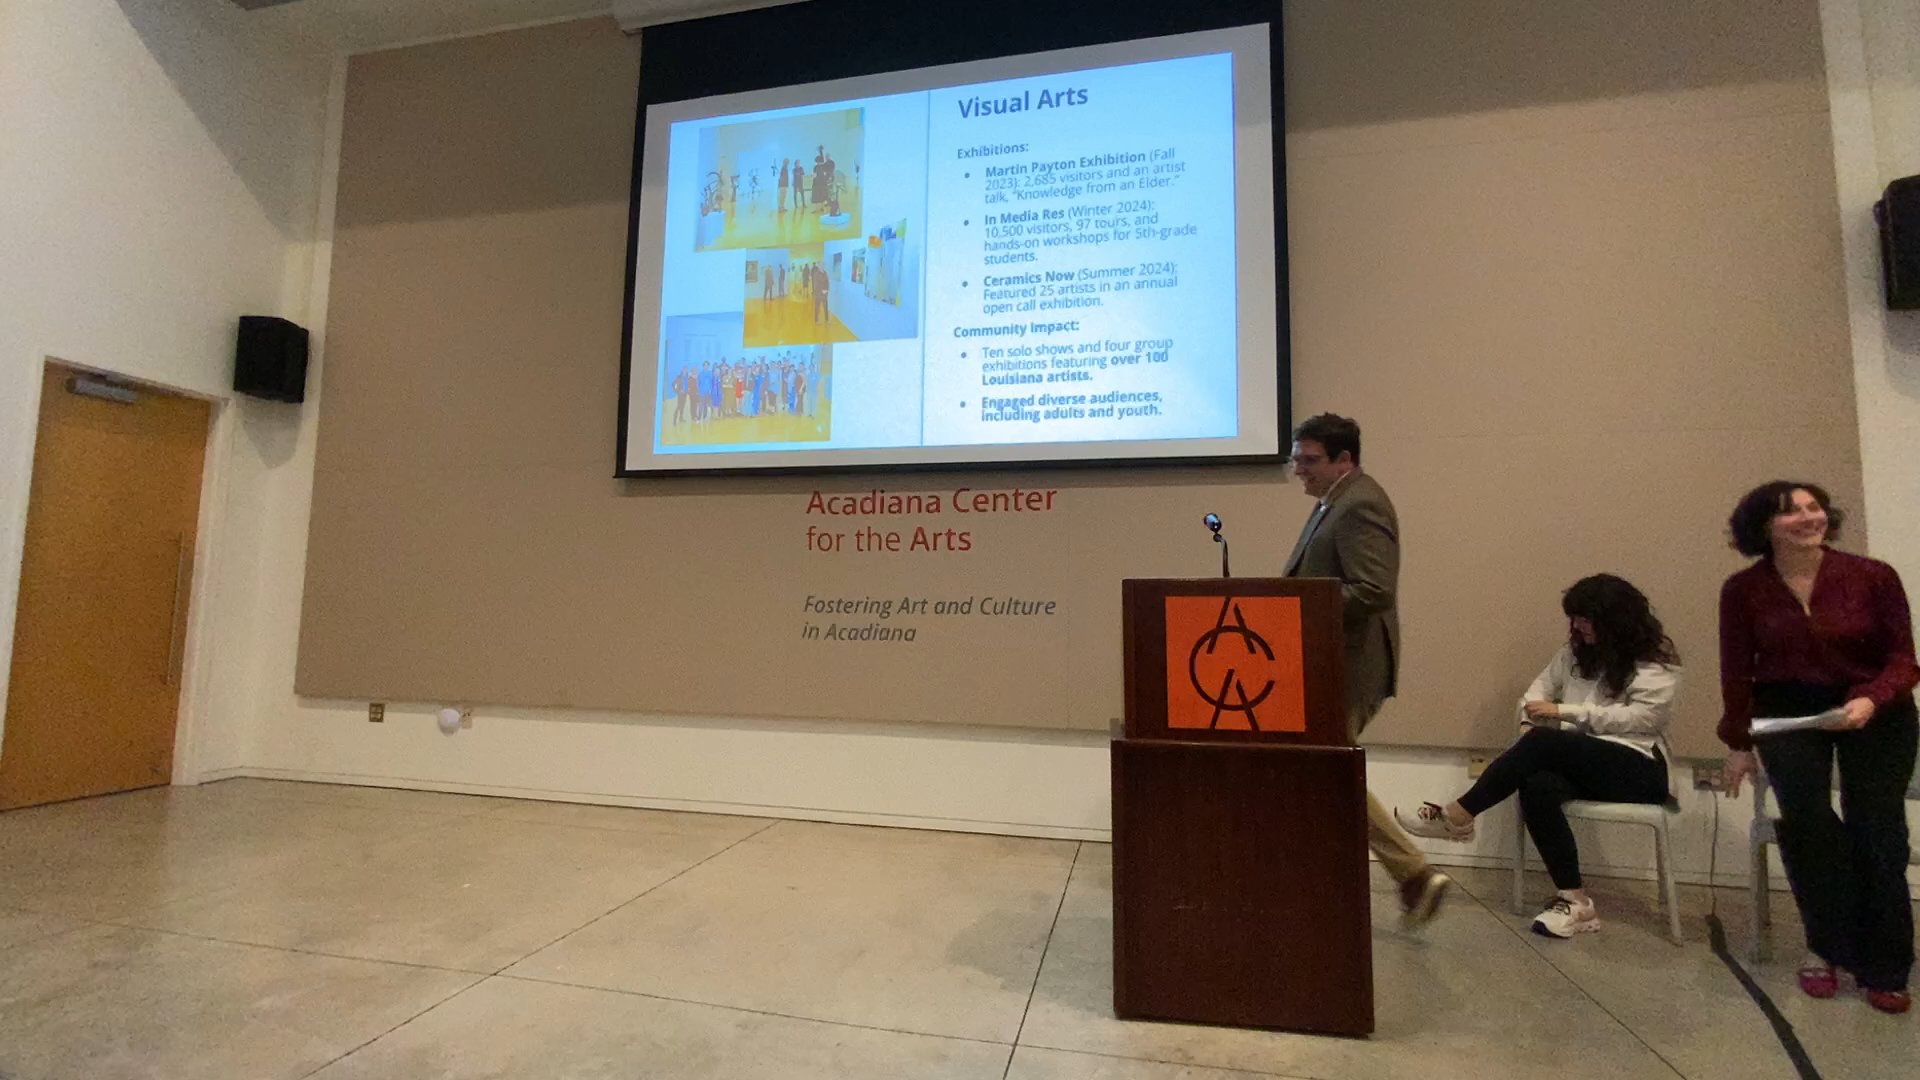 Visual Arts
Exhibitions:
• Martin Payton Exhibition (Fall
2023): 2,685 visitors and an artist
talk, "Knowledge from an Elder."
• In Media Res (Winter 2024):
10,500 visitors, 97 tours, and
hands-on workshops for 5th-grade
students.
• Ceramics Now (Summer 2024):
Featured 25 artists in an annual
open call exhibition.
Community Impact:
• Ten solo shows and four group
exhibitions featuring over 100
Louisiana artists.
• Engaged diverse audiences,
including adults and youth.
Acadiana Center
for the Arts
Fostering Art and Culture
in Acadiana
ACA